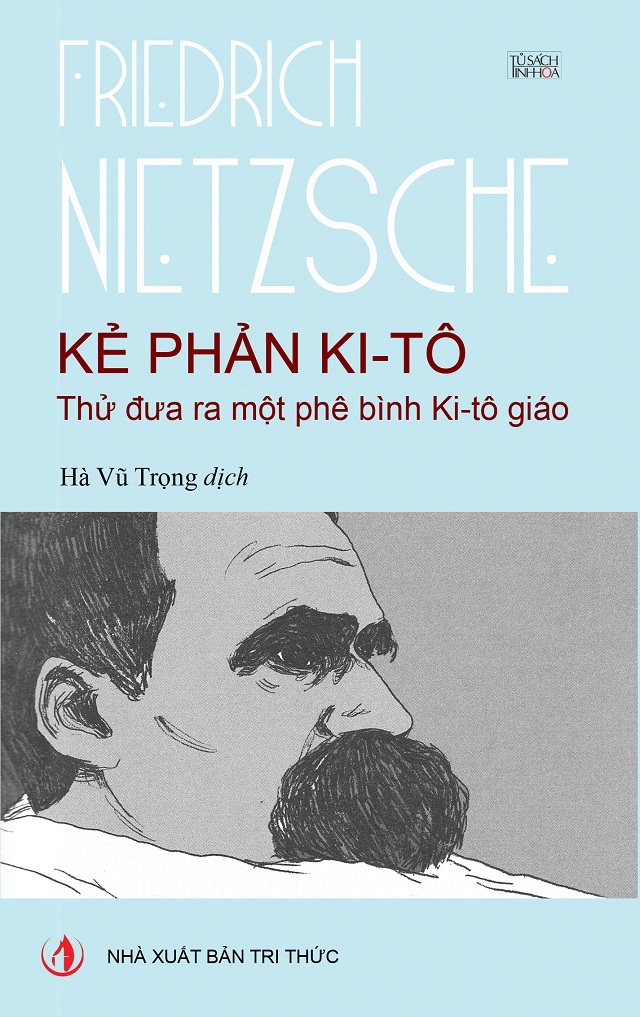 FRIEDRICH
TỦ SÁCH
TINH HOA
NIETZSCHE
KẺ PHẢN KI-TÔ
Thử đưa ra một phê bình Ki-tô giáo
Hà Vũ Trọng dịch
NHÀ XUẤT BẢN TRI THỨC